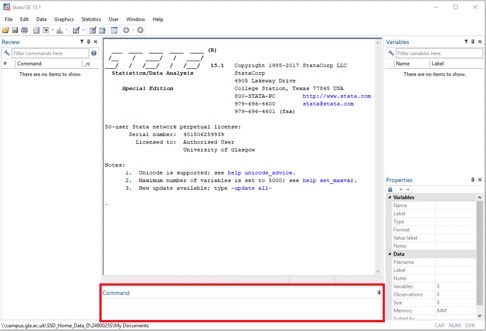 Stata/SE 15.1
File Edit Data Graphics Statistics User Window Help
Review
Filter commands here
# Command _rc
There are no items to show.
(R)
15.1 Copyright 1985-2017 StataCorp LLC
Statistics/Data Analysis StataCorp
4905 Lakeway Drive
Special Edition College Station, Texas 77845 USA
800-STATA-PC http://www.stata.com
979-696-4600 stata@stata.com
979-696-4601 (fax)
50-user Stata network perpetual license:
Serial number: 401506259939
Licensed to: Authorised User
University of Glasgow
Notes:
1. Unicode is supported; see help unicode_advice.
2. Maximum number of variables is set to 5000; see help set_maxvar.
3. New update available; type -update all-
.
Command
Variables
Filter variables here
Name Label
There are no items to show.
Properties
Variables
Name
Label
Type
Format
Value label
Notes
Data
Filename
Label
Notes
Variables 0
Observations 0
Size 0
Memory 64M
Sorted by
\\campus.gla.ac.uk\SSD_Home_Data_D\2490025S\My Documents
CAP NUM OVR